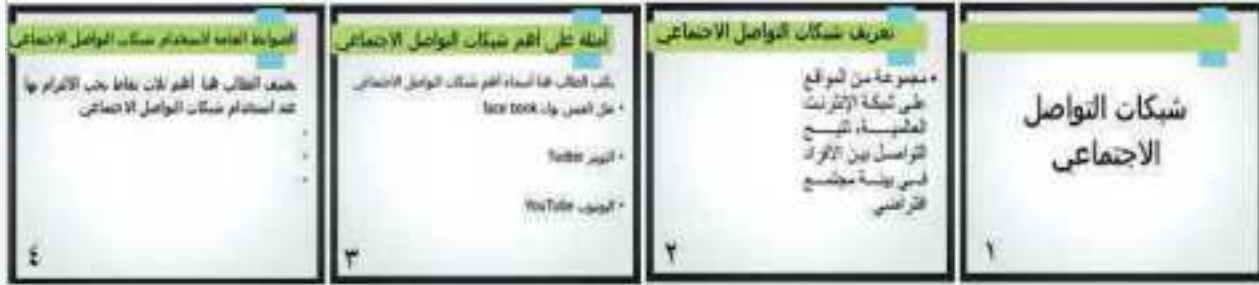 شبكات التواصل
الاجتماعي
١
تعريف شبكات التواصل الاجتماعي
• مجموعة من المواقع
على شبكة الإنترنت
العالمية، تتيح
التواصل بين الأفراد
في بيئة مجتمع
افتراضي
٢
أمثلة على أهم شبكات التواصل الاجتماعي
يكتب الطالب هنا أسماء أهم شبكات التواصل الاجتماعي
• مثل الفيس بوك face book
• التويتر Twitter
• اليوتيوب YouTube
٣
الضوابط العامة لاستخدام شبكات التواصل الاجتماعي
يضيف الطالب هنا أهم ثلاث نقاط يجب الالتزام بها
عند استخدام شبكات التواصل الاجتماعي
٤